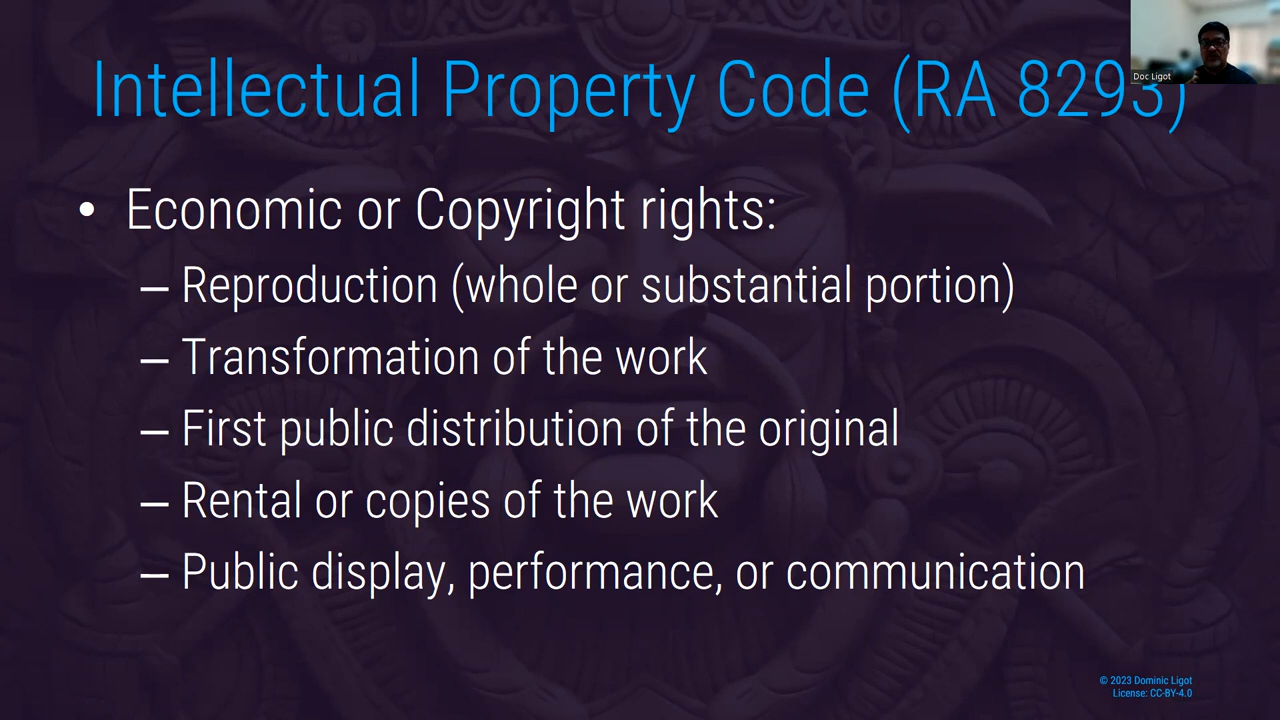 Intellectual Property Code (RA 8293)
Doc Ligot
• Economic or Copyright rights:
– Reproduction (whole or substantial portion)
– Transformation of the work
– First public distribution of the original
– Rental or copies of the work
– Public display, performance, or communication
© 2023 Dominic Ligot
License: CC-BY-4.0